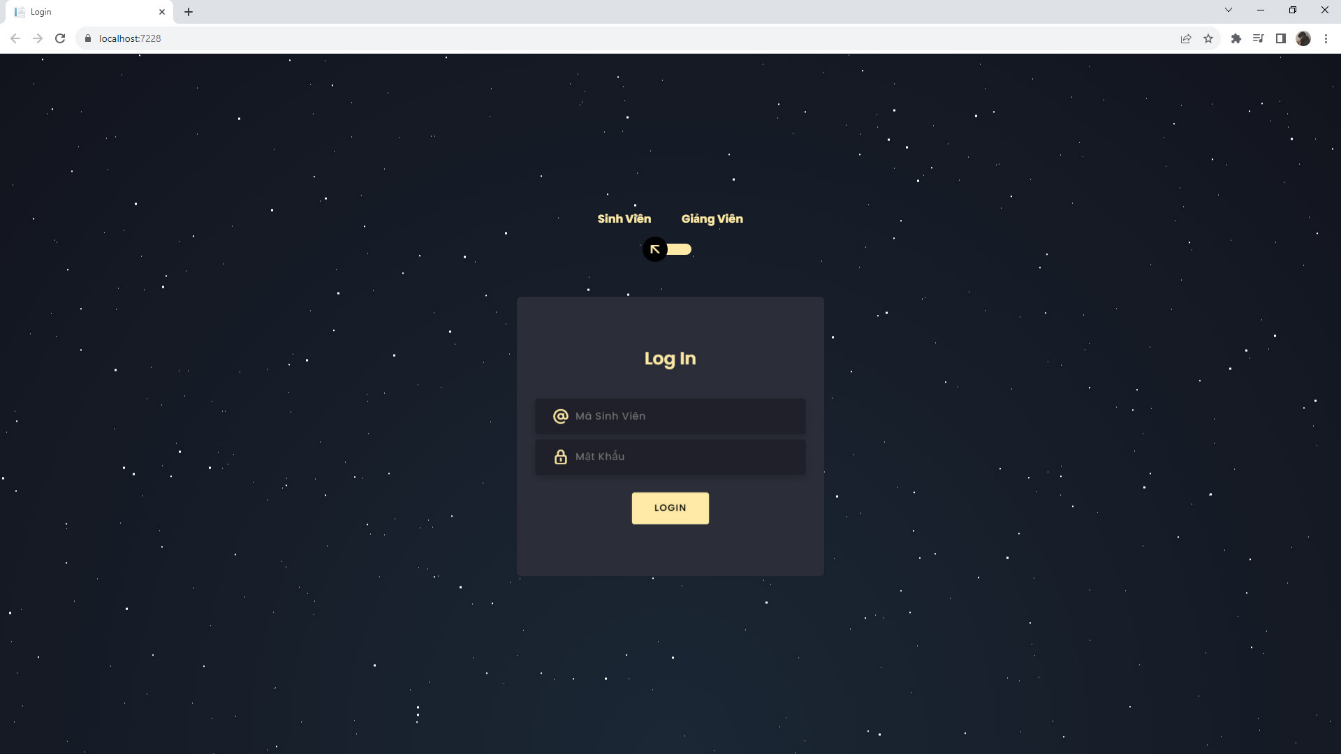 Login
localhost:7228
Sinh Viên Giảng Viên
Log In
Mã Sinh Viên
Mật Khẩu
LOGIN